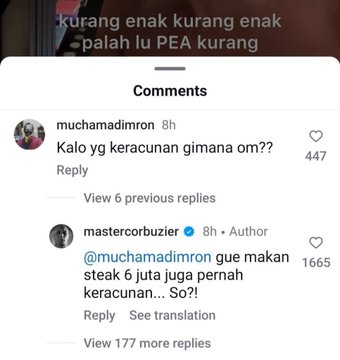 kurang enak kurang enak
palah lu PEA kurang
Comments
muchamadimron 8h
Kalo yg keracunan gimana om??
447
Reply
View 6 previous replies
mastercorbuzier 8h • Author
@muchamadimron gue makan
steak 6 juta juga pernah
keracunan... So?!
1665
Reply See translation
View 177 more replies